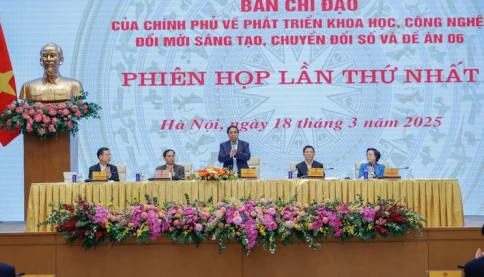 BAN CHỈ ĐẠO
CỦA CHÍNH PHỦ VỀ PHÁT TRIỂN KHOA HỌC, CÔNG NGHỆ
ĐỔI MỚI SÁNG TẠO, CHUYỂN ĐỔI SỐ VÀ ĐỀ ÁN 06
PHIÊN HỌP LẦN THỨ NHẤT
Hà Nội, ngày 18 tháng 3 năm 2025